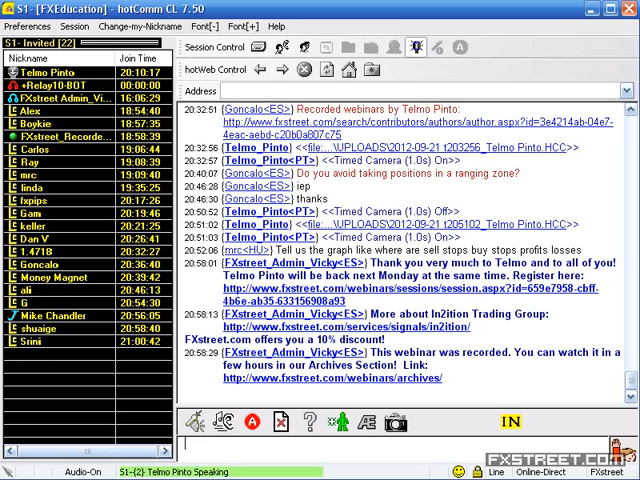 S1- [FXEducation] - hotComm CL 7.50
Preferences Session Change-my-Nickname Font[-] Font[+] Help
S1- Invited [22]
Nickname Join Time
Telmo Pinto 20:10:17
+Relay10-BOT 00:00:00
FXstreet Admin_Vi... 16:06:29
Alex 18:54:40
Boykie 18:57:35
FXstreet_Recorde... 18:58:39
Carlos 19:06:44
Ray 19:08:39
mrc 19:09:40
linda 19:35:25
fxpips 20:17:26
Gam 20:19:46
keller 20:21:25
Dan V 20:26:41
1.4718 20:32:27
Goncalo 20:36:40
Money Magnet 20:39:42
ali 20:46:13
G 20:54:30
Mike Chandler 20:56:05
shuaige 20:58:40
Srini 21:00:42
Session Control
hotWeb Control
Address
20:32:51 {Goncalo<ES>} Recorded webinars by Telmo Pinto:
http://www.fxstreet.com/search/contributors/authors/author.aspx?id=3e4214ab-04e7-
4eac-aebd-c20b0a807c75
20:32:56 {Telmo_Pinto} <<file:...\UPLOADS\2012-09-21 t203256_Telmo Pinto.HCC>>
20:32:57 {Telmo_Pinto<PT>} <<Timed Camera (1.0s) On>>
20:40:07 {Goncalo<ES>} Do you avoid taking positions in a ranging zone?
20:46:28 {Goncalo<ES>} iep
20:46:30 {Goncalo<ES>} thanks
20:50:52 {Telmo_Pinto<PT>} <<Timed Camera (1.0s) Off>>
20:51:02 {Telmo_Pinto} <<file:...\UPLOADS\2012-09-21 t205102_Telmo Pinto.HCC>>
20:51:03 {Telmo_Pinto<PT>} <<Timed Camera (1.0s) On>>
20:52:06 {mrc<HU>} Tell us the graph like where are sell stops buy stops profits losses
20:58:01 {FXstreet_Admin_Vicky<ES>} Thank you very much to Telmo and to all of you!
Telmo Pinto will be back next Monday at the same time. Register here:
http://www.fxstreet.com/webinars/sessions/session.aspx?id=659e7958-cbff-
4b6e-ab35-633156908a93
20:58:13 {FXstreet_Admin_Vicky<ES>} More about In2ition Trading Group:
http://www.fxstreet.com/services/signals/in2ition/
FXstreet.com offers you a 10% discount!
20:58:29 {FXstreet_Admin_Vicky<ES>} This webinar was recorded. You can watch it in a
few hours in our Archives Section! Link:
http://www.fxstreet.com/webinars/archives/
IN
FXSTREET.COM
Audio-On S1-{2} Telmo Pinto Speaking Line Online-Direct FXstreet